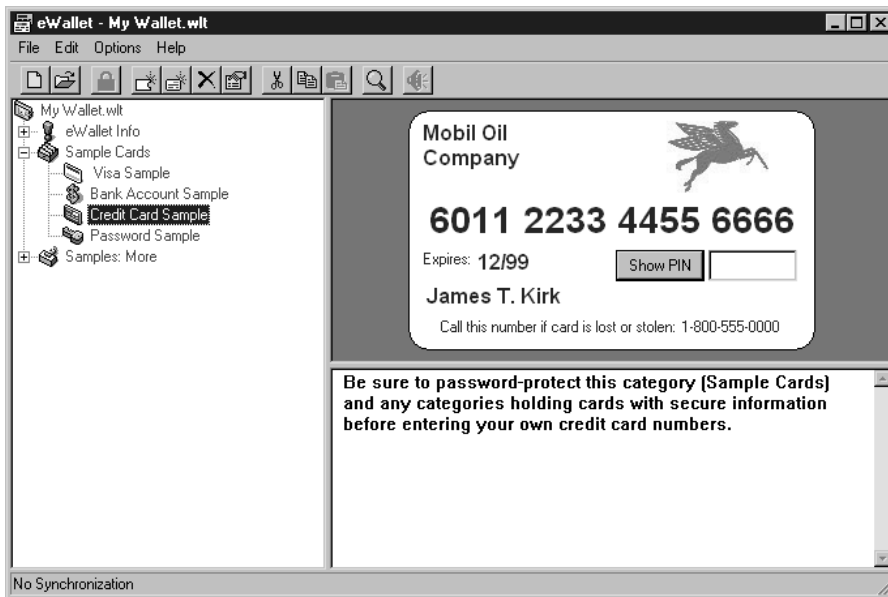 eWallet - My Wallet.wlt
File Edit Options Help
My Wallet.wlt
eWallet Info
Sample Cards
Visa Sample
Bank Account Sample
Credit Card Sample
Password Sample
Samples: More
Mobil Oil
Company
6011 2233 4455 6666
Expires: 12/99 Show PIN
James T. Kirk
Call this number if card is lost or stolen: 1-800-555-0000
Be sure to password-protect this category (Sample Cards)
and any categories holding cards with secure information
before entering your own credit card numbers.
No Synchronization